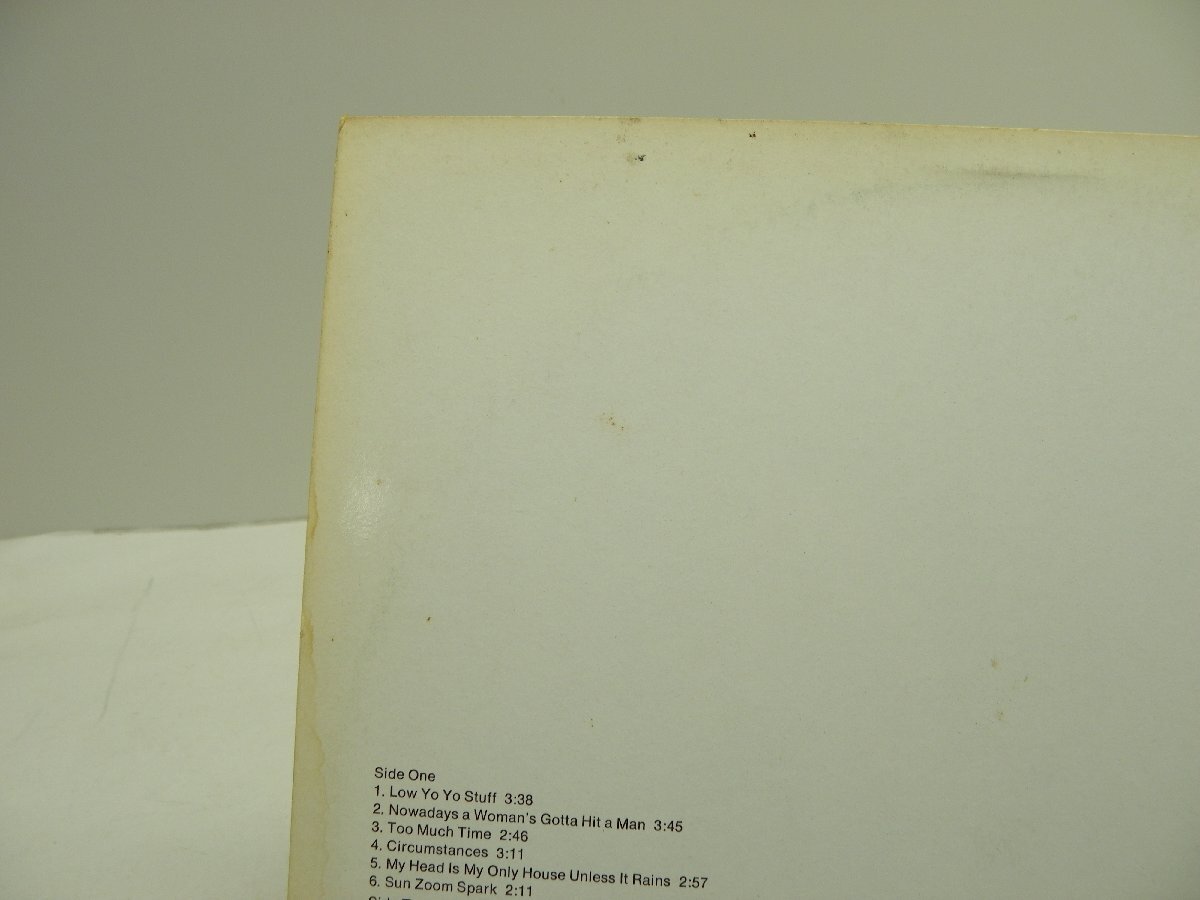 Side One
1. Low Yo Yo Stuff 3:38
2. Nowadays a Woman's Gotta Hit a Man 3:45
3. Too Much Time 2:46
4. Circumstances 3:11
5. My Head Is My Only House Unless It Rains 2:57
6. Sun Zoom Spark 2:11